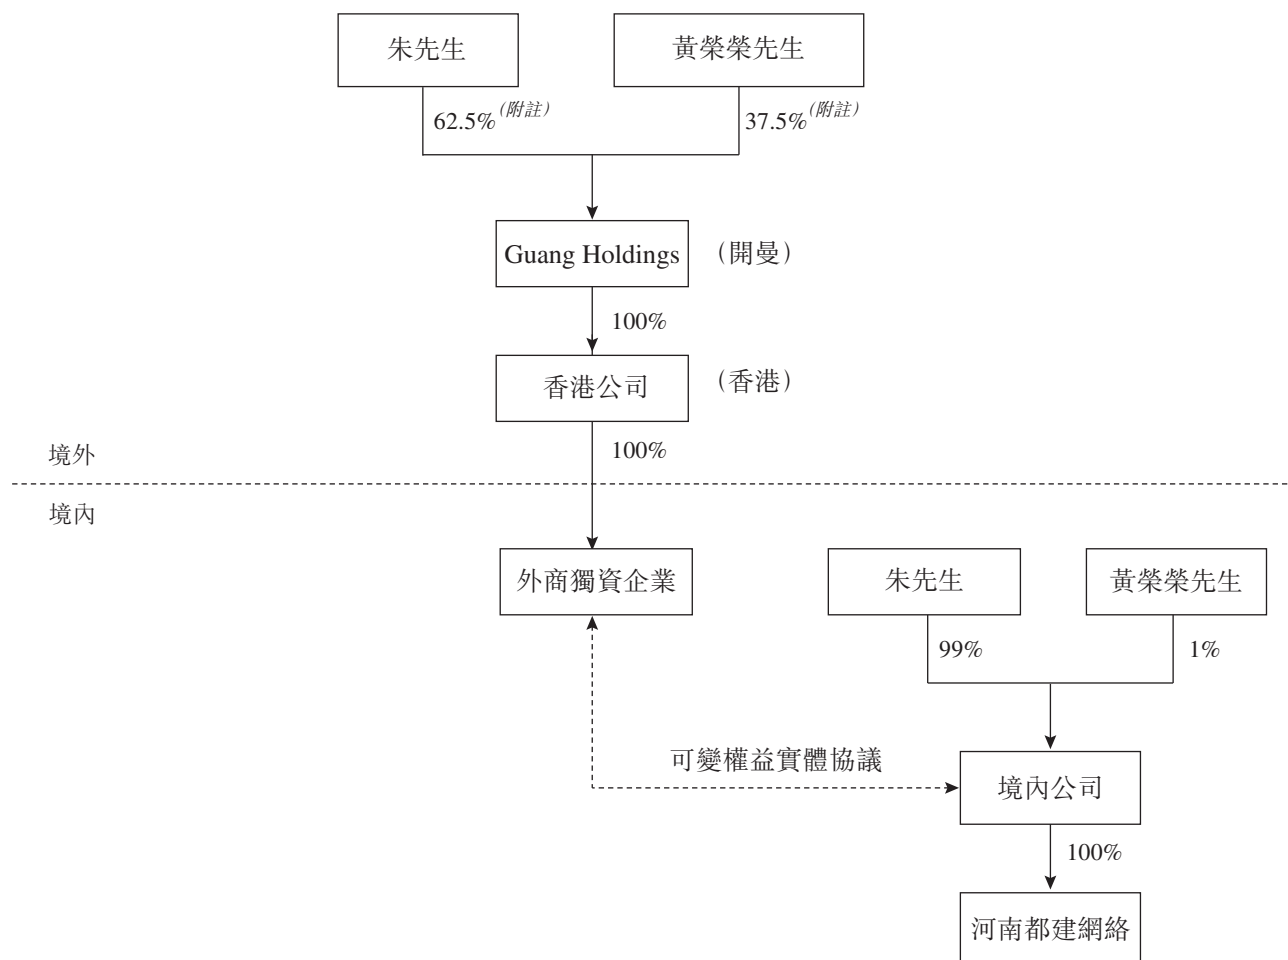 朱先生
黃榮榮先生
62.5%(附註)
37.5%(附註)
Guang Holdings
(開曼)
100%
香港公司
(香港)
100%
境外
境內
外商獨資企業
朱先生
黃榮榮先生
99%
1%
可變權益實體協議
境內公司
100%
河南都建網絡